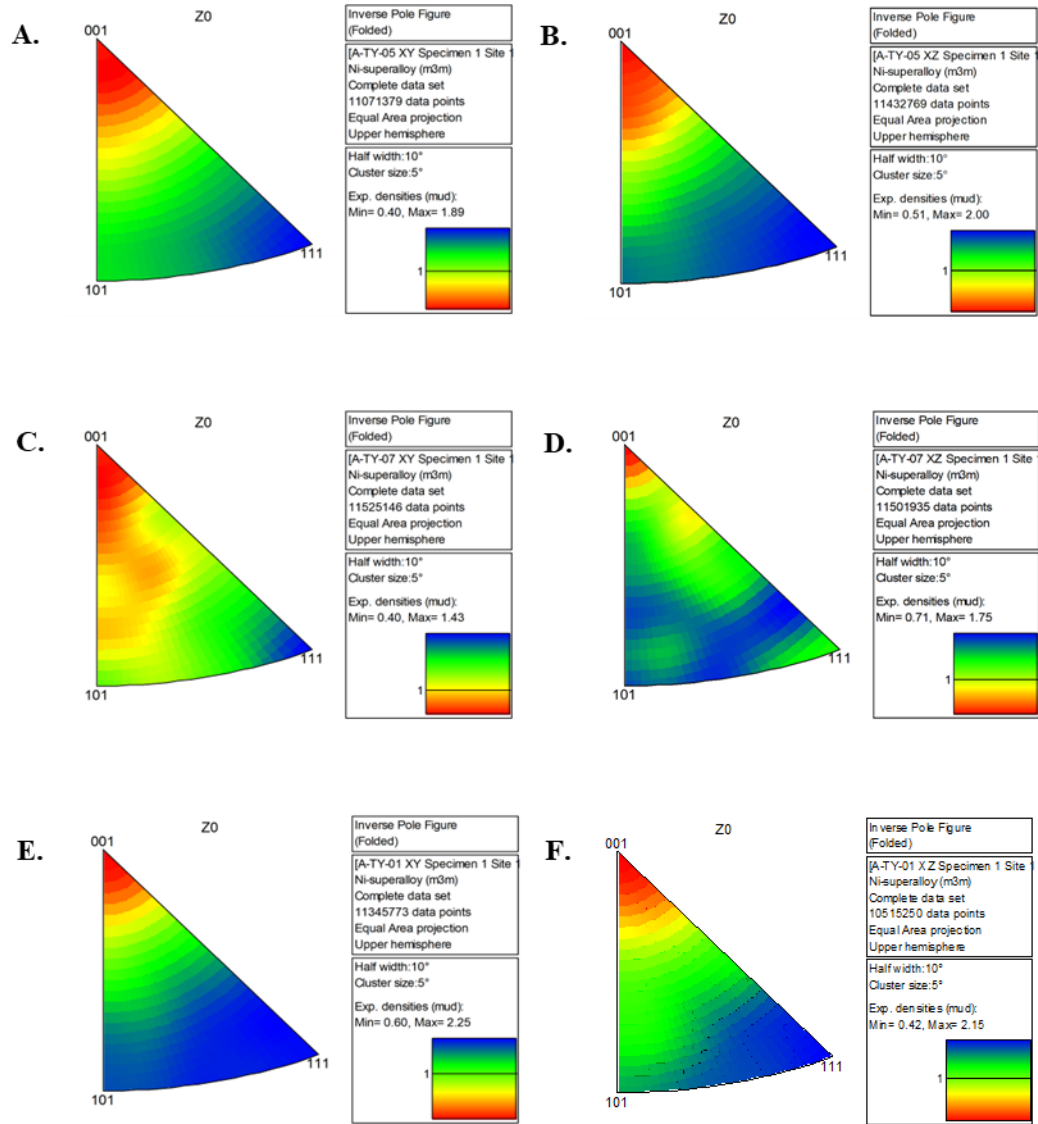 A.
Z0
001
101
111
Inverse Pole Figure
(Folded)
[A-TY-05 XY Specimen 1 Site 1
Ni-superalloy (m3m)
Complete data set
11071379 data points
Equal Area projection
Upper hemisphere
Half width:10°
Cluster size:5°
Exp. densities (mud):
Min= 0.40, Max= 1.89
1
B.
Z0
001
101
111
Inverse Pole Figure
(Folded)
[A-TY-05 XZ Specimen 1 Site 1
Ni-superalloy (m3m)
Complete data set
11432769 data points
Equal Area projection
Upper hemisphere
Half width:10°
Cluster size:5°
Exp. densities (mud):
Min= 0.51, Max= 2.00
1
C.
Z0
001
101
111
Inverse Pole Figure
(Folded)
[A-TY-07 XY Specimen 1 Site 1
Ni-superalloy (m3m)
Complete data set
11525146 data points
Equal Area projection
Upper hemisphere
Half width:10°
Cluster size:5°
Exp. densities (mud):
Min= 0.40, Max= 1.43
1
D.
Z0
001
101
111
Inverse Pole Figure
(Folded)
[A-TY-07 XZ Specimen 1 Site 1
Ni-superalloy (m3m)
Complete data set
11501935 data points
Equal Area projection
Upper hemisphere
Half width:10°
Cluster size:5°
Exp. densities (mud):
Min= 0.71, Max= 1.75
1
E.
Z0
001
101
111
Inverse Pole Figure
(Folded)
[A-TY-01 XY Specimen 1 Site 1
Ni-superalloy (m3m)
Complete data set
11345773 data points
Equal Area projection
Upper hemisphere
Half width:10°
Cluster size:5°
Exp. densities (mud):
Min= 0.60, Max= 2.25
1
F.
Z0
001
101
111
Inverse Pole Figure
(Folded)
[A-TY-01 XZ Specimen 1 Site 1
Ni-superalloy (m3m)
Complete data set
10515250 data points
Equal Area projection
Upper hemisphere
Half width:10°
Cluster size:5°
Exp. densities (mud):
Min= 0.42, Max= 2.15
1